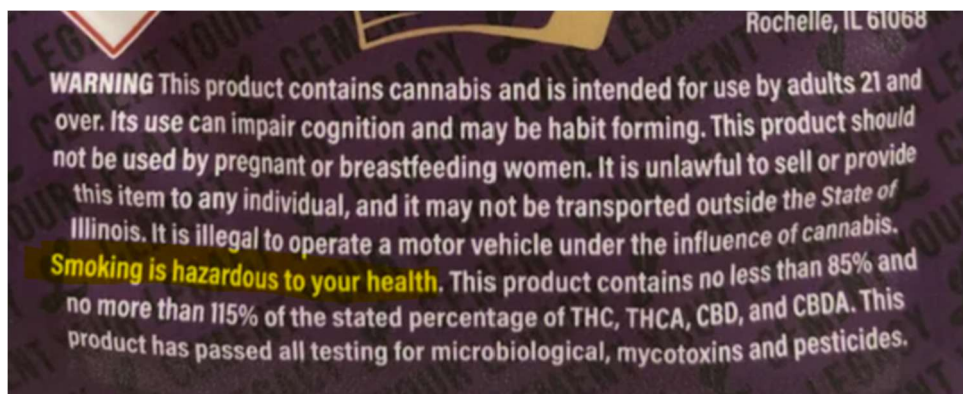 Rochelle, IL 61068
WARNING This product contains cannabis and is intended for use by adults 21 and
over. Its use can impair cognition and may be habit forming. This product should
not be used by pregnant or breastfeeding women. It is unlawful to sell or provide
this item to any individual, and it may not be transported outside the State of
Illinois. It is illegal to operate a motor vehicle under the influence of cannabis.
Smoking is hazardous to your health. This product contains no less than 85% and
no more than 115% of the stated percentage of THC, THCA, CBD, and CBDA. This
product has passed all testing for microbiological, mycotoxins and pesticides.